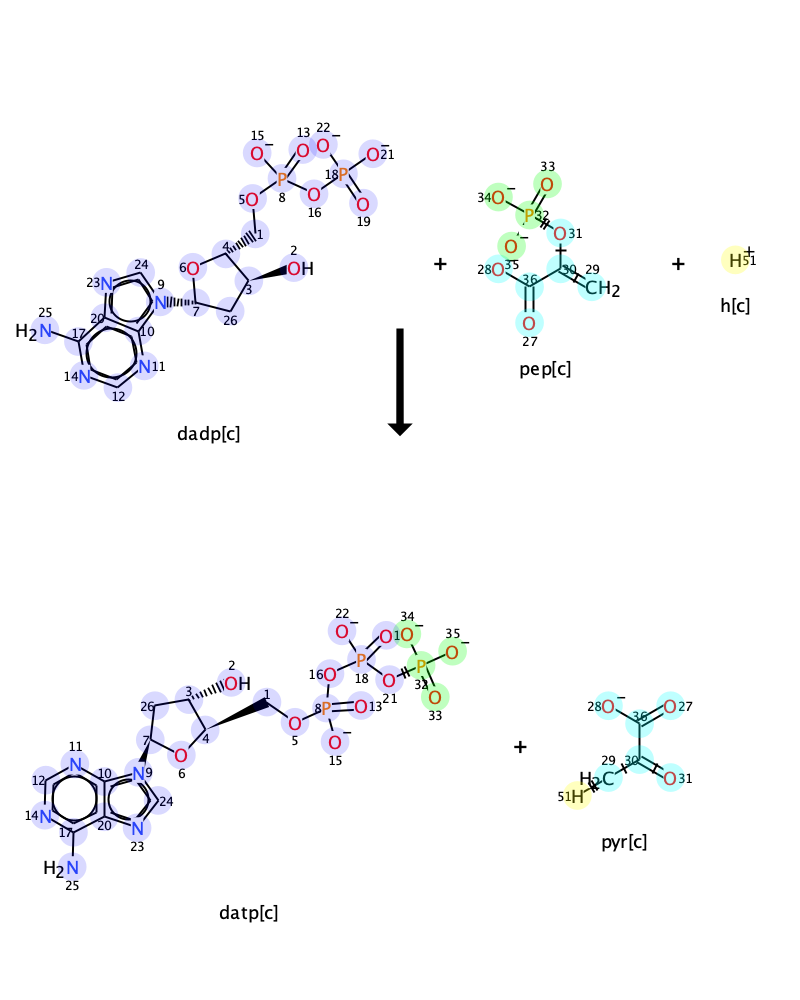 15
13
22
O−
O
O−
O−
21
33
5O
P
8
18
P
34
O−
O
16
O
O
19
P
32
O
31
24
4
1
2
O
−
6
O
OH
28
O
35
30
29
+
+
H+
51
23
N
9
N
3
36
CH2
25
20
10
7
26
O
27
h[c]
H2N
17
N
11
14
N
12
pep[c]
dadp[c]
22
34
35
O−
O
1
O−
O−
2
16
O
P
18
O
P
32
OH
3
1
21
O
33
28
O−
O
27
26
8
P
O
13
36
7
4
O
5
O−
15
+
29
30
11
O
6
H2C
O
31
N
10
N
9
51
H
12
14
N
24
17
20
N
23
pyr[c]
H2N
25
datp[c]